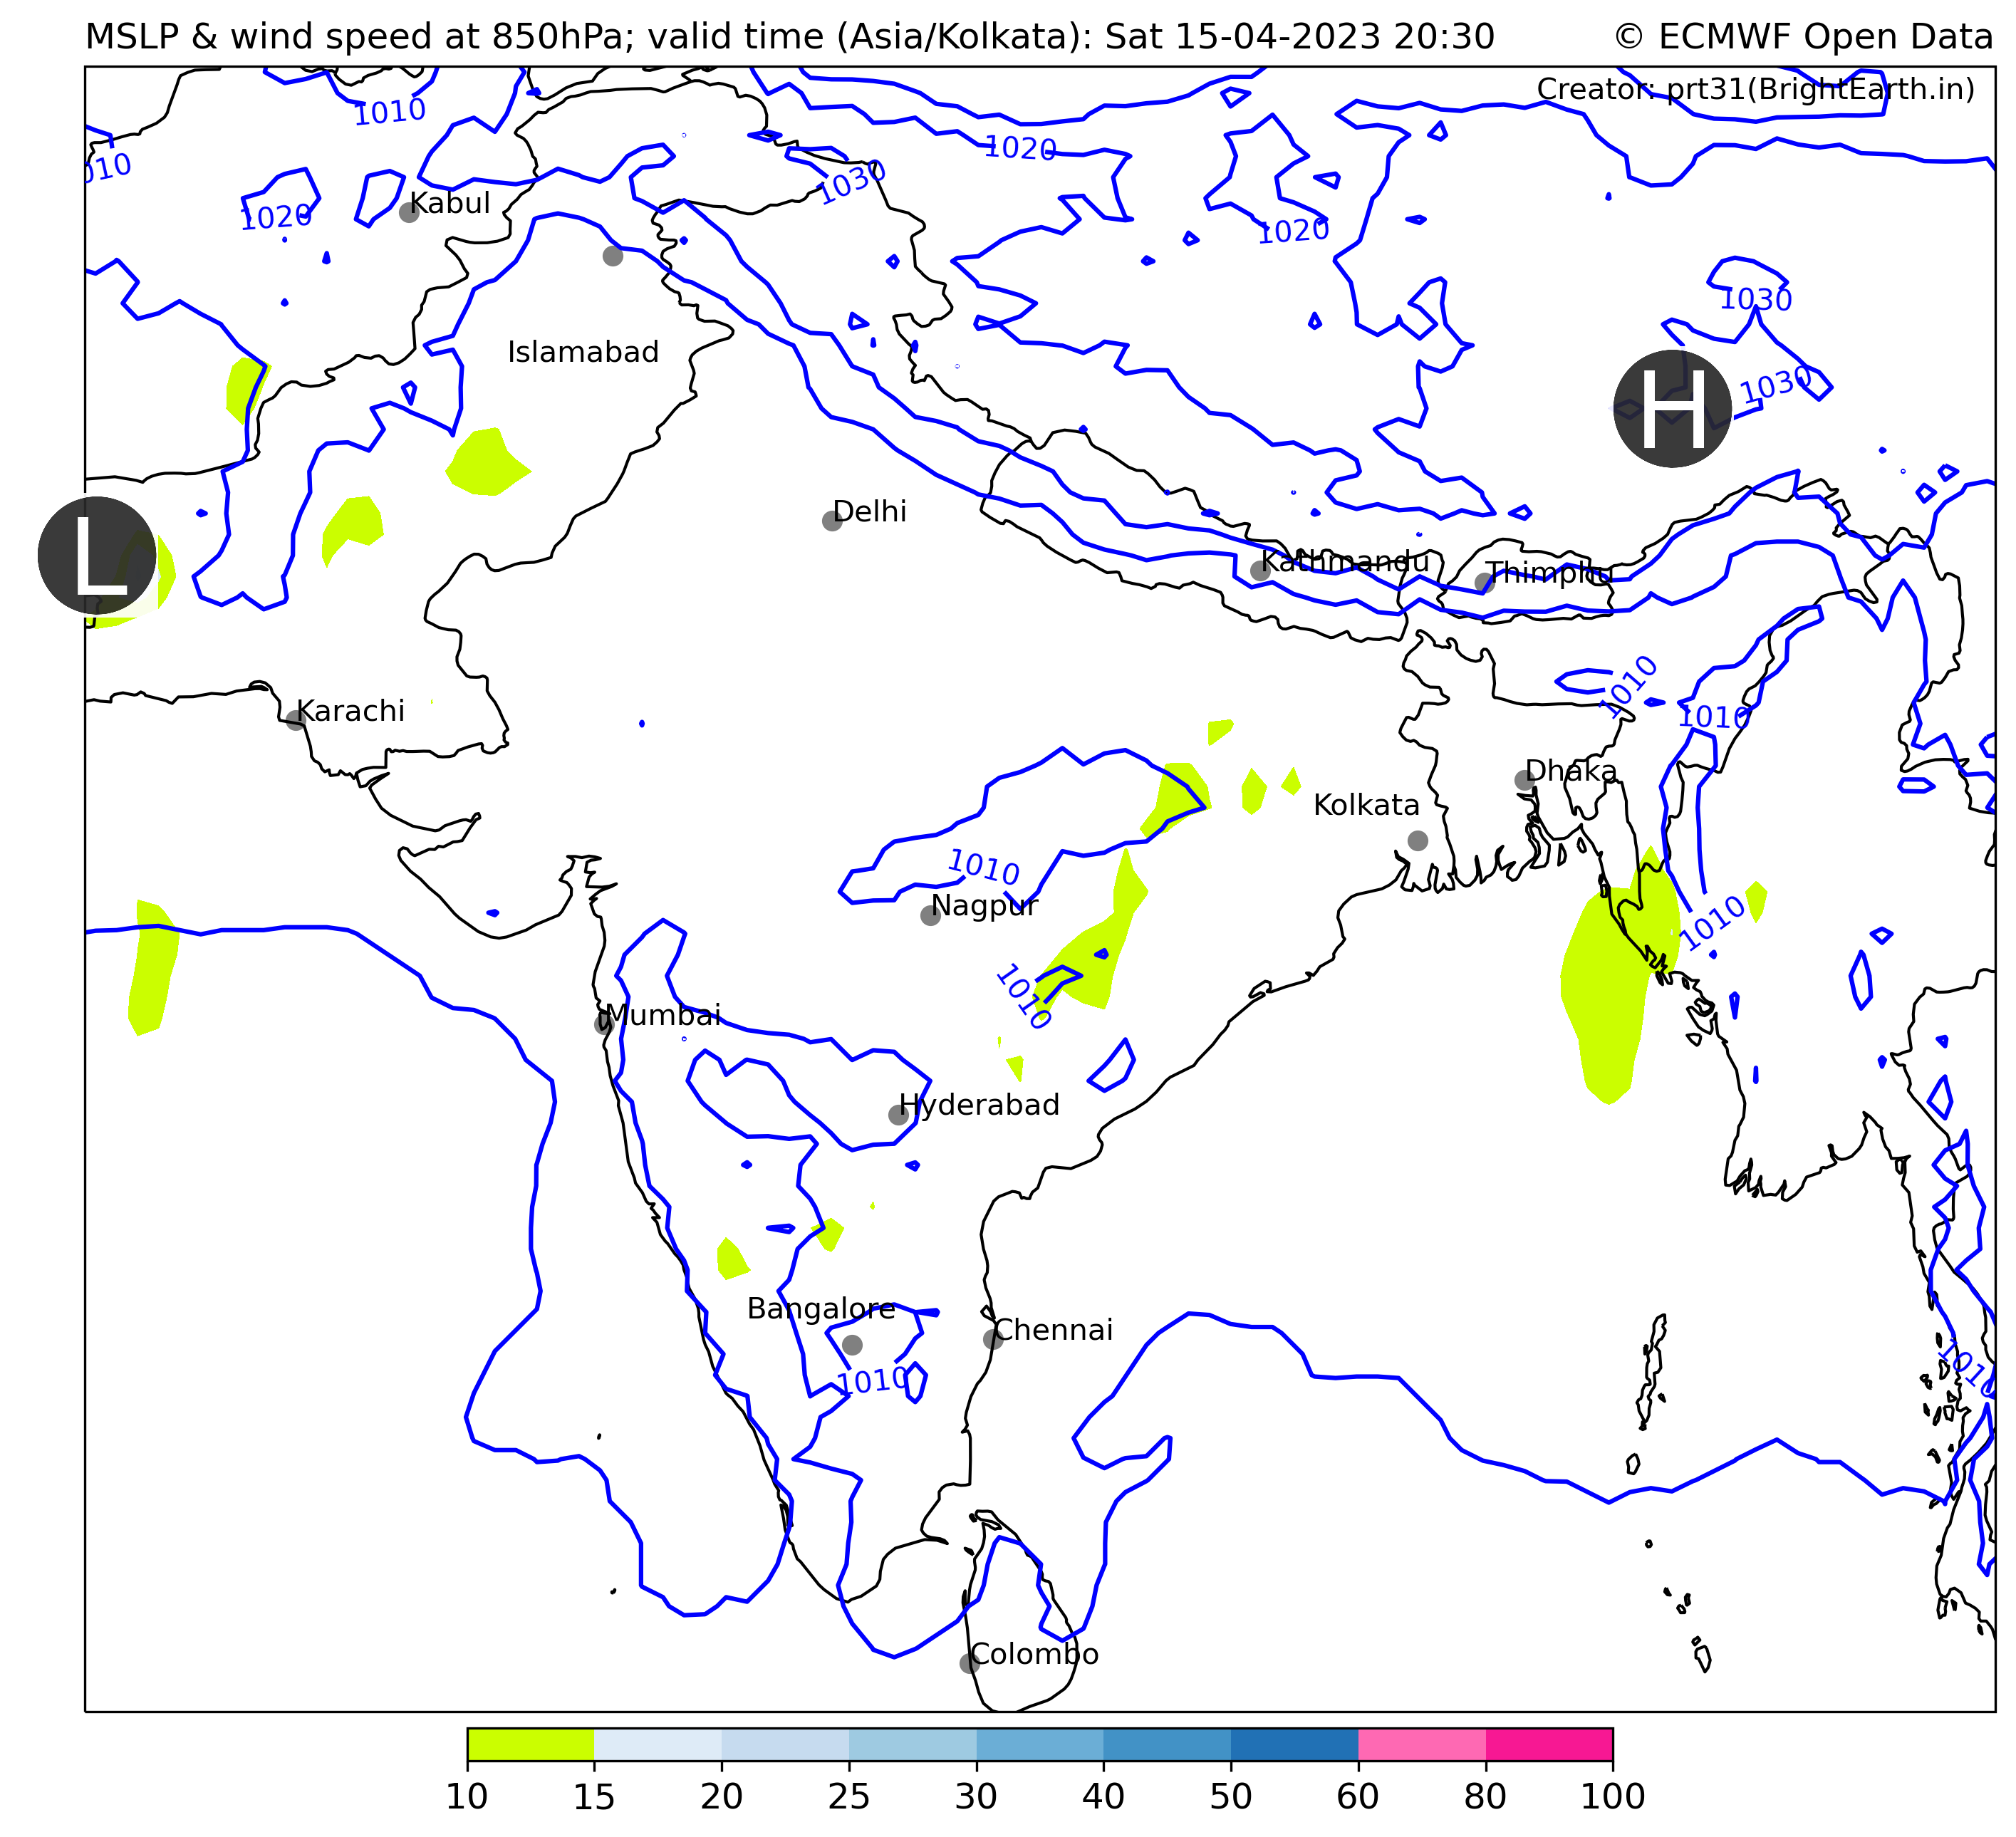 MSLP & wind speed at 850hPa; valid time (Asia/Kolkata): Sat 15-04-2023 20:30
© ECMWF Open Data
Creator: prt31(BrightEarth.in)
1010
1020
010
1030
Kabul
1020
1020
1030
Islamabad
1030
H
Delhi
L
Kathmandu
Thimphu
1010
Karachi
1010
Dhaka
Kolkata
1010
Nagpur
1010
1010
Mumbai
Hyderabad
Bangalore
Chennai
1010
1010
Colombo
10 15 20 25 30 40 50 60 80 100